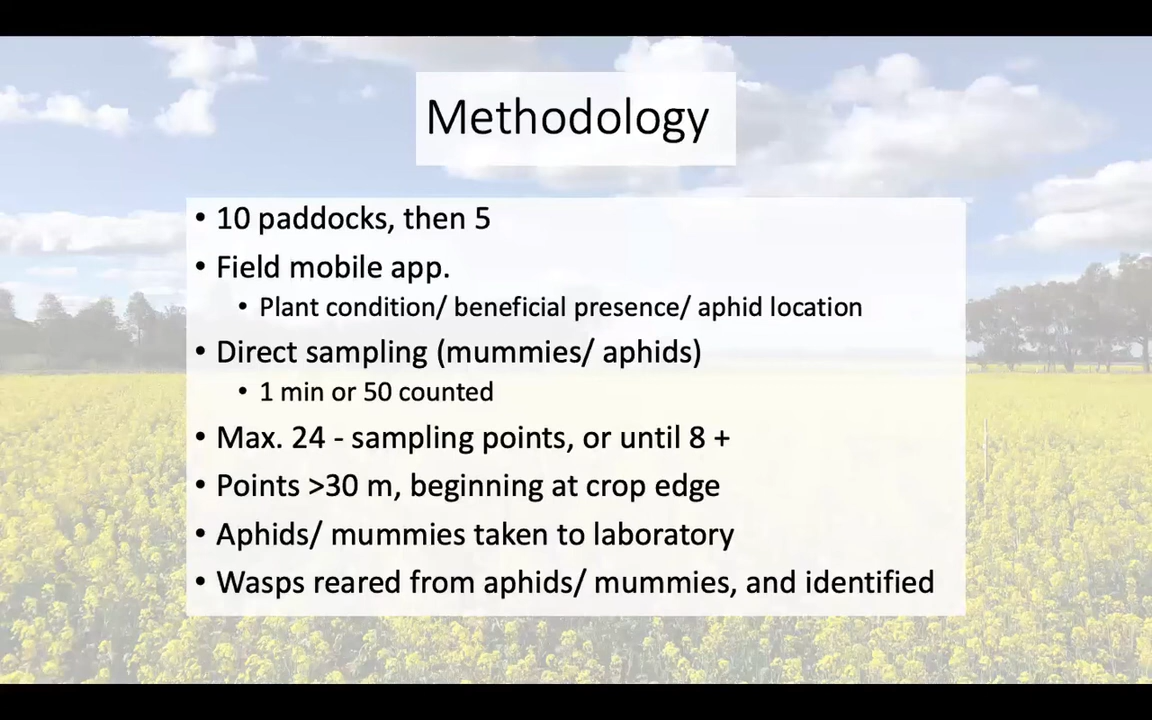 Methodology
• 10 paddocks, then 5
• Field mobile app.
• Plant condition/ beneficial presence/ aphid location
• Direct sampling (mummies/ aphids)
• 1 min or 50 counted
• Max. 24 - sampling points, or until 8 +
• Points >30 m, beginning at crop edge
• Aphids/ mummies taken to laboratory
• Wasps reared from aphids/ mummies, and identified